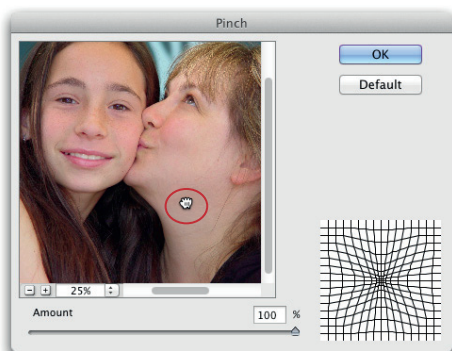 Pinch
OK
Default
− + 25%
Amount 100 %